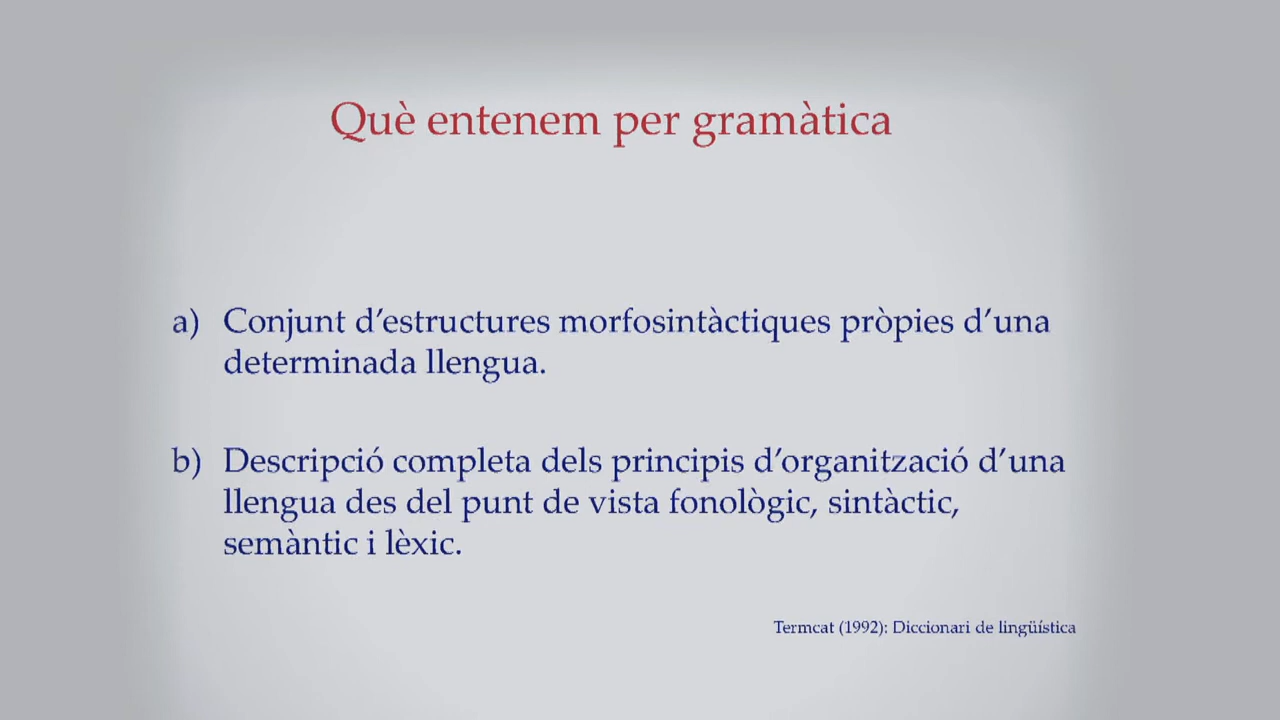 Què entenem per gramàtica
a) Conjunt d’estructures morfosintàctiques pròpies d’una
determinada llengua.
b) Descripció completa dels principis d’organització d’una
llengua des del punt de vista fonològic, sintàctic,
semàntic i lèxic.
Termcat (1992): Diccionari de lingüística